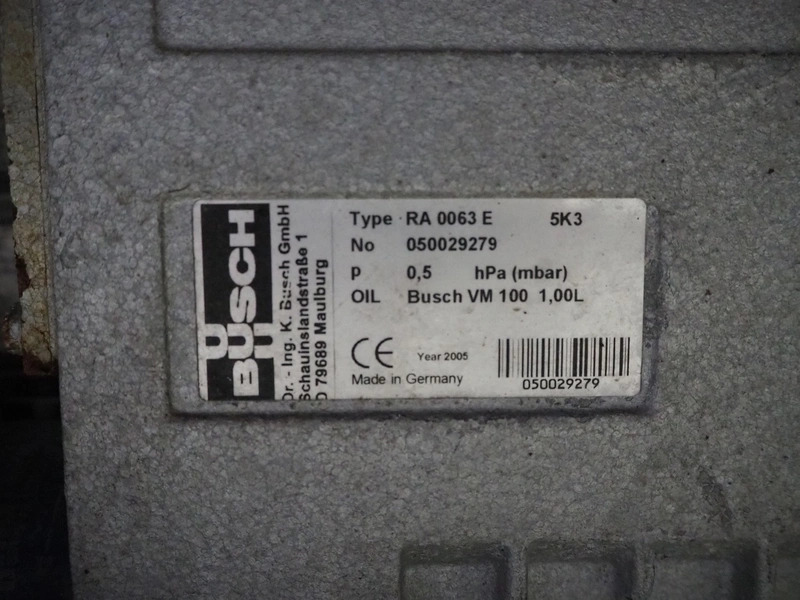 BUSCH
BUSCH
Dr. - Ing. K. Busch GmbH
Schauinslandstraße 1
D 79689 Maulburg
Type RA 0063 E 5K3
No 050029279
p 0,5 hPa (mbar)
OIL Busch VM 100 1,00L
CE Year 2005
Made in Germany
050029279